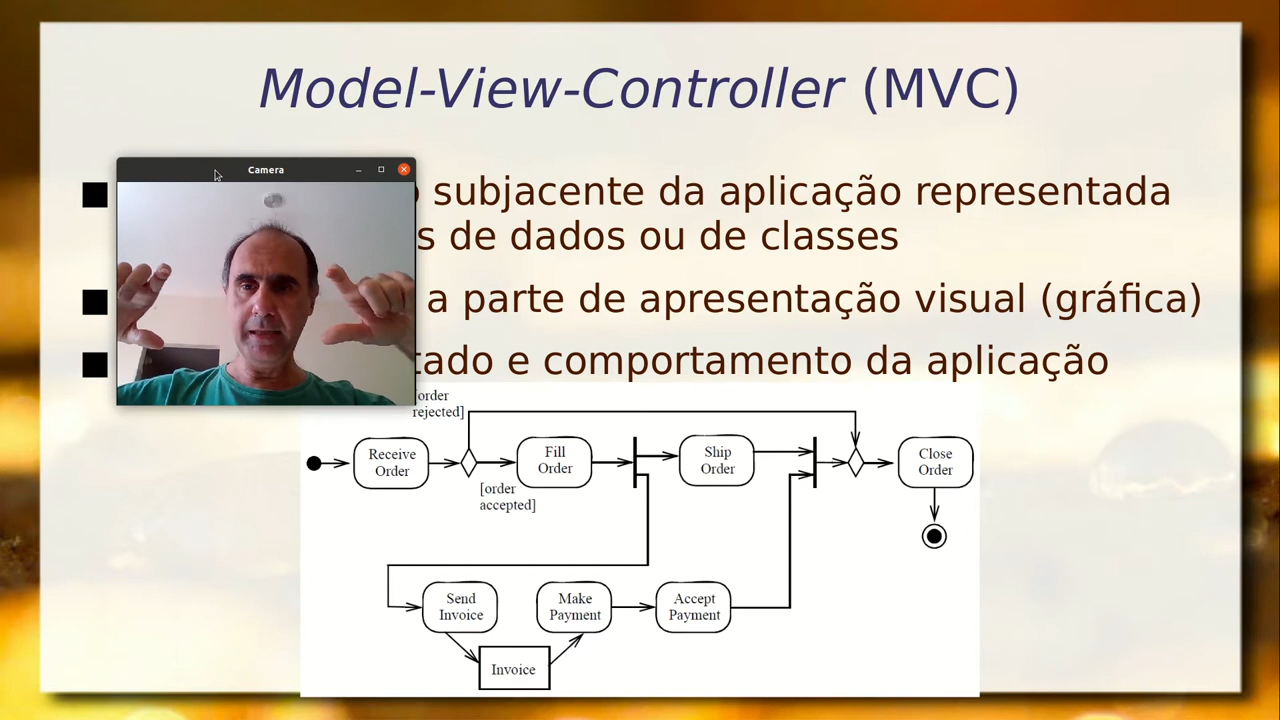 Model-View-Controller (MVC)
Camera
subjacente da aplicação representada
de dados ou de classes
a parte de apresentação visual (gráfica)
e comportamento da aplicação
order
rejected]
Receive
Order
Fill
Order
Ship
Order
Close
Order
[order
accepted]
Send
Invoice
Make
Payment
Accept
Payment
Invoice